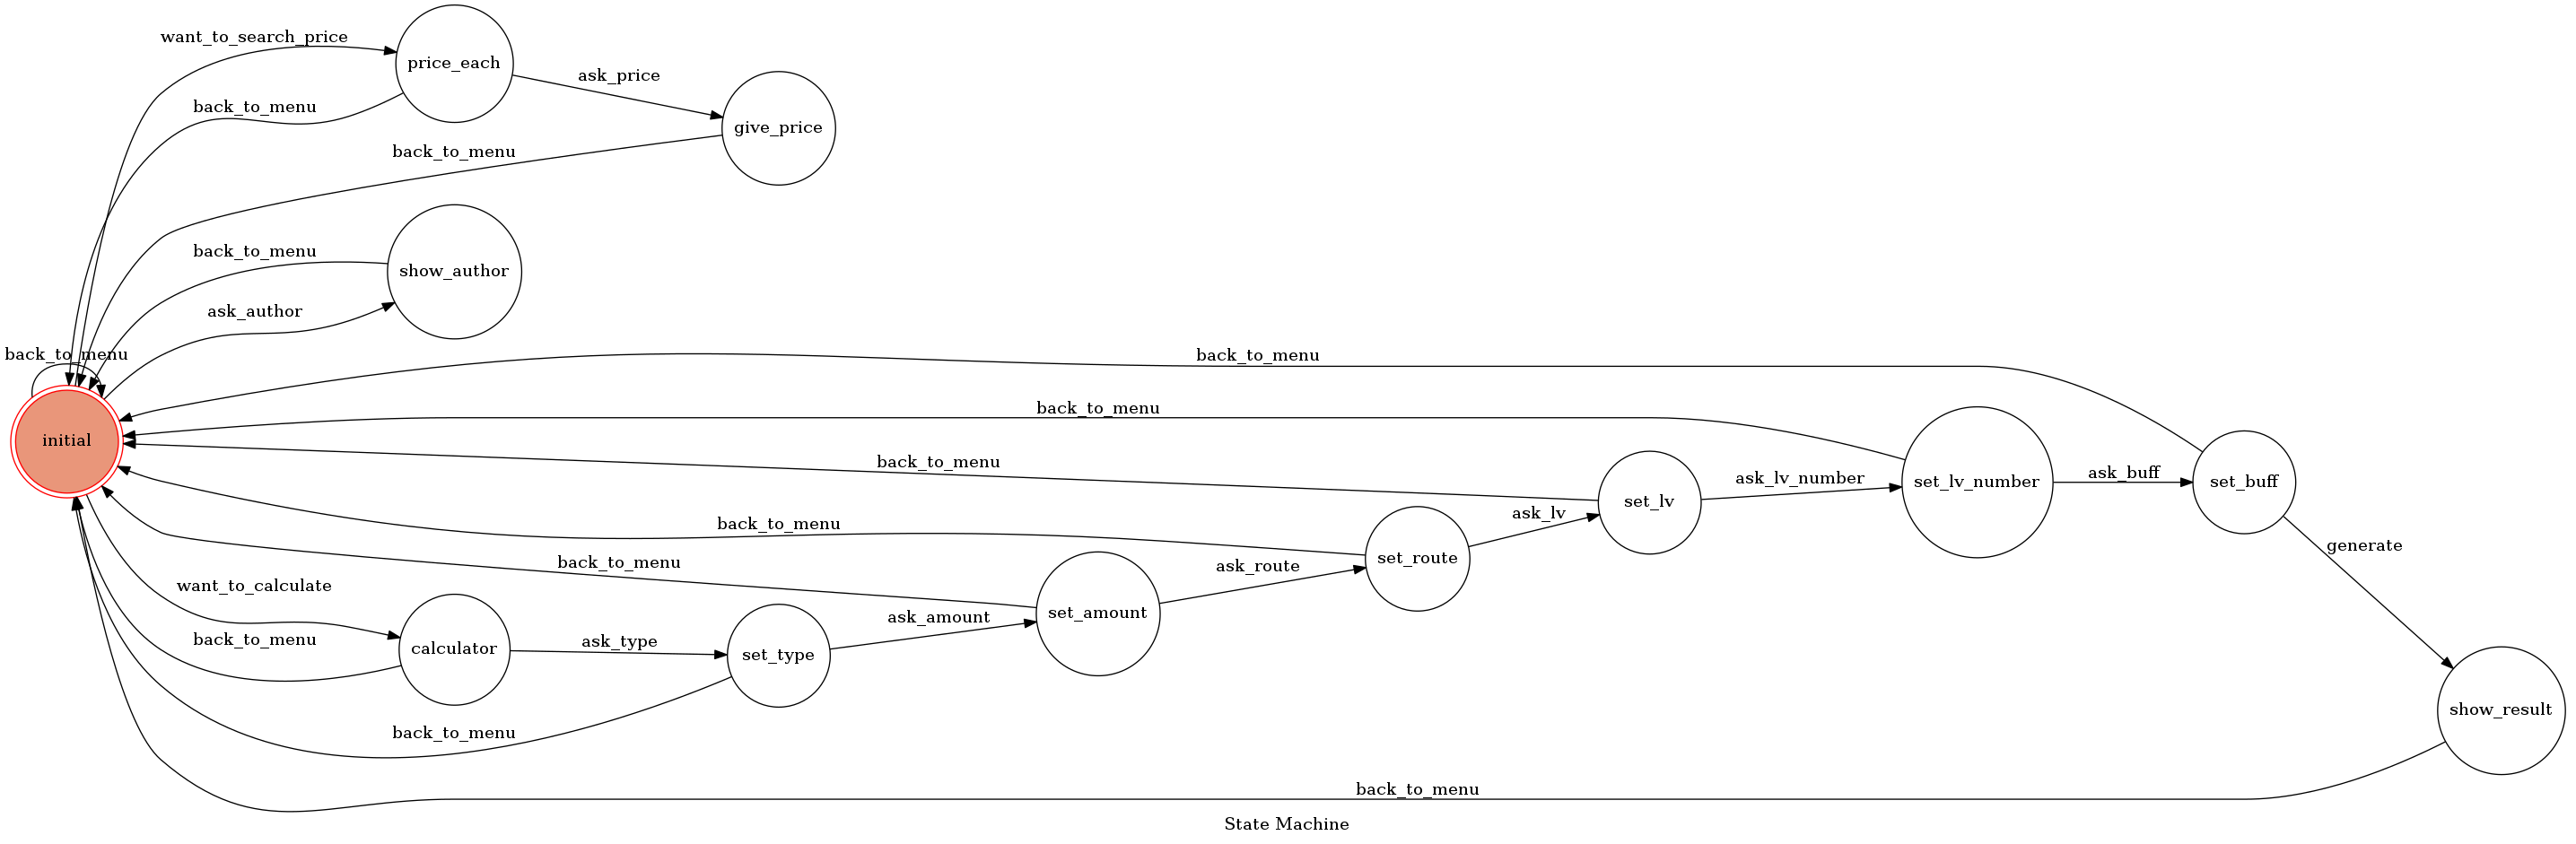 want_to_search_price
price_each
ask_price
back_to_menu
give_price
back_to_menu
back_to_menu
show_author
ask_author
back_to_menu
back_to_menu
back_to_menu
initial
back_to_menu
ask_lv_number
set_lv_number
ask_buff
set_buff
set_lv
ask_lv
back_to_menu
generate
set_route
back_to_menu
ask_route
want_to_calculate
set_amount
ask_amount
back_to_menu
calculator
ask_type
set_type
show_result
back_to_menu
back_to_menu
State Machine